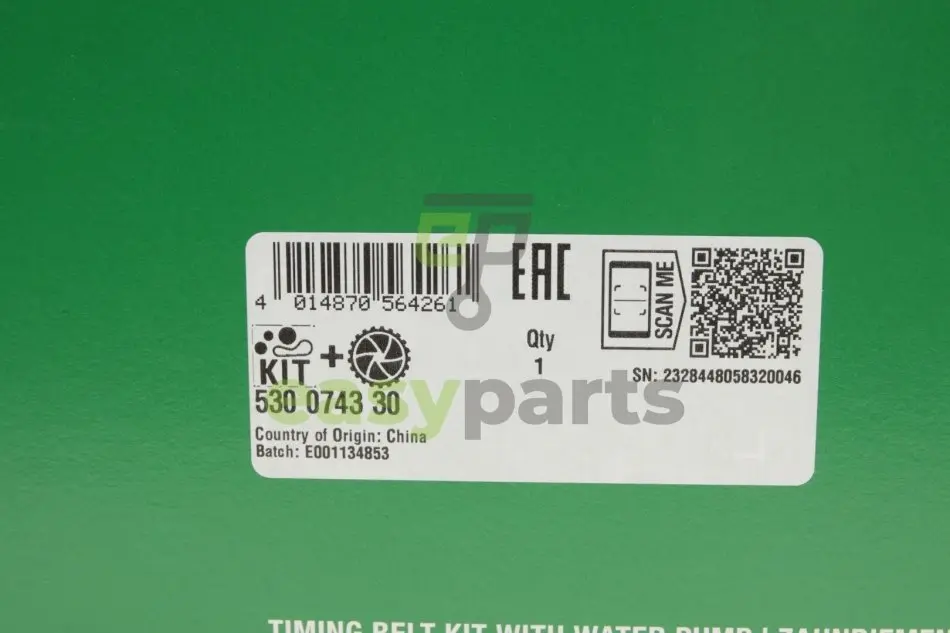 4 014870 564261
EAC
SCAN ME
Qty
1
KIT +
SN: 2328448058320046
530 0743 30
easyparts
Country of Origin: China
Batch: E001134853
TIMING BELT KIT WITH WATER PUMP |